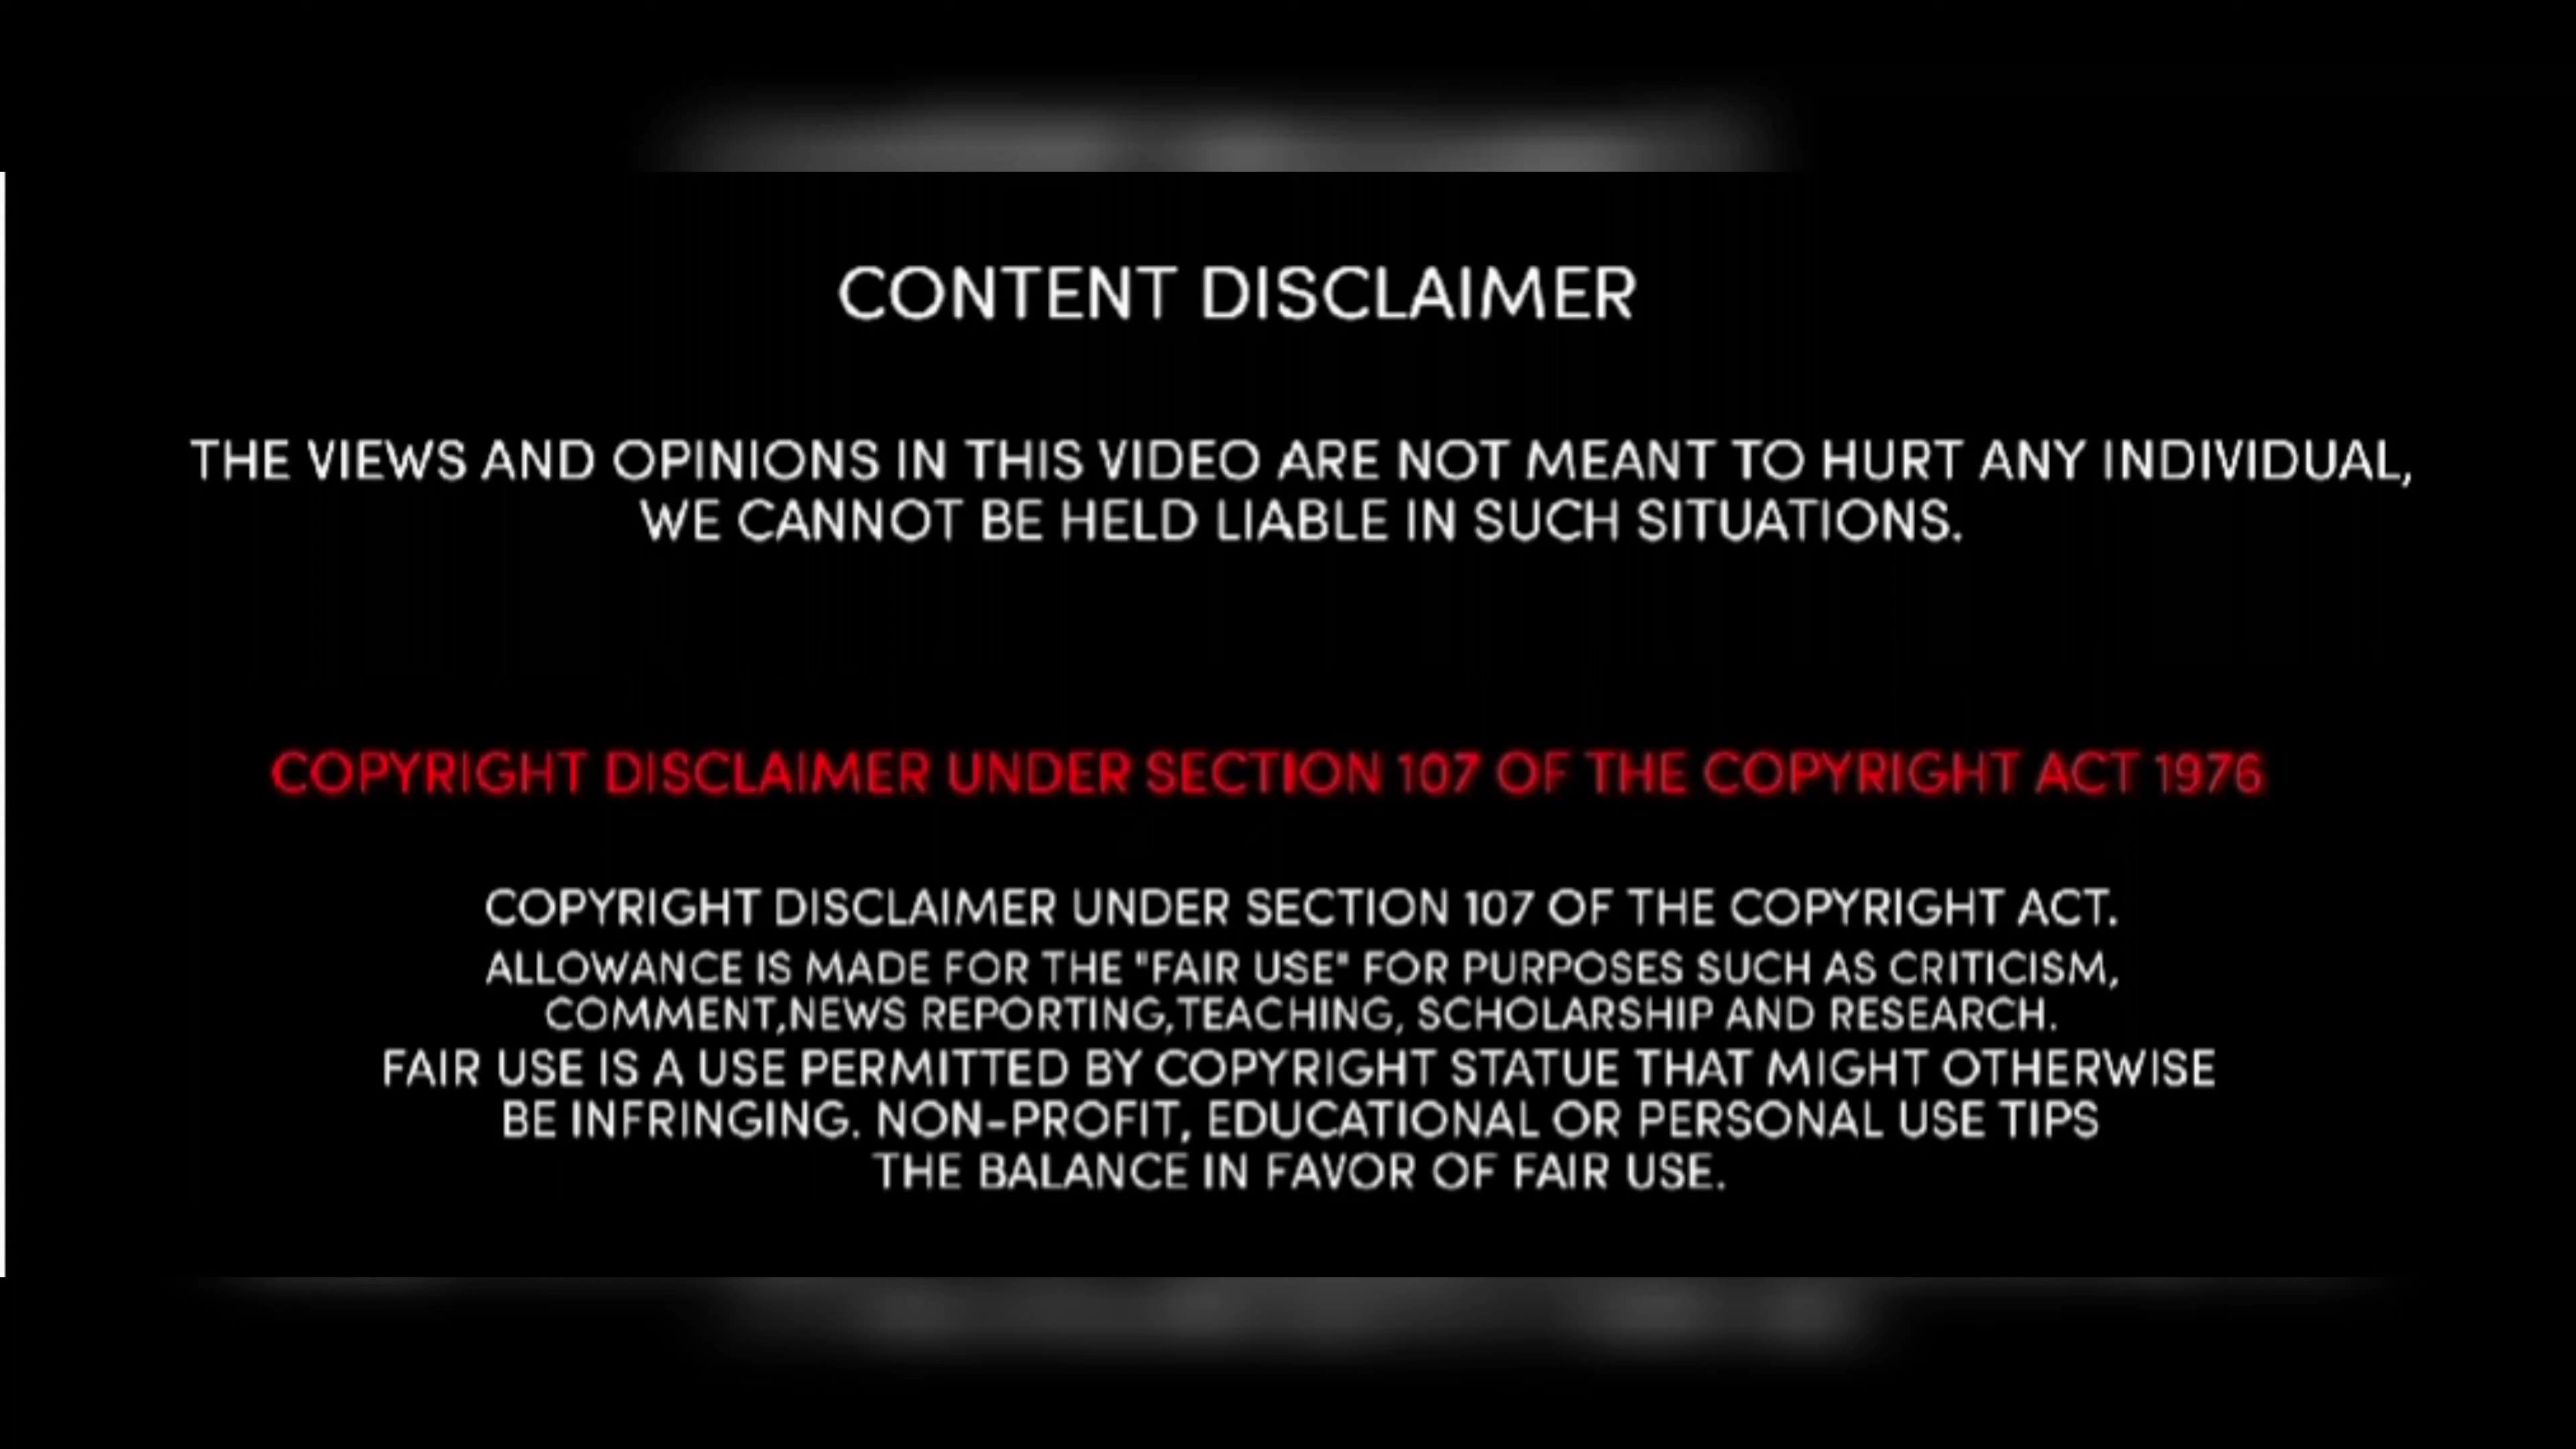 CONTENT DISCLAIMER
THE VIEWS AND OPINIONS IN THIS VIDEO ARE NOT MEANT TO HURT ANY INDIVIDUAL,
WE CANNOT BE HELD LIABLE IN SUCH SITUATIONS.
COPYRIGHT DISCLAIMER UNDER SECTION 107 OF THE COPYRIGHT ACT 1976
COPYRIGHT DISCLAIMER UNDER SECTION 107 OF THE COPYRIGHT ACT.
ALLOWANCE IS MADE FOR THE "FAIR USE" FOR PURPOSES SUCH AS CRITICISM,
COMMENT,NEWS REPORTING,TEACHING, SCHOLARSHIP AND RESEARCH.
FAIR USE IS A USE PERMITTED BY COPYRIGHT STATUE THAT MIGHT OTHERWISE
BE INFRINGING. NON-PROFIT, EDUCATIONAL OR PERSONAL USE TIPS
THE BALANCE IN FAVOR OF FAIR USE.